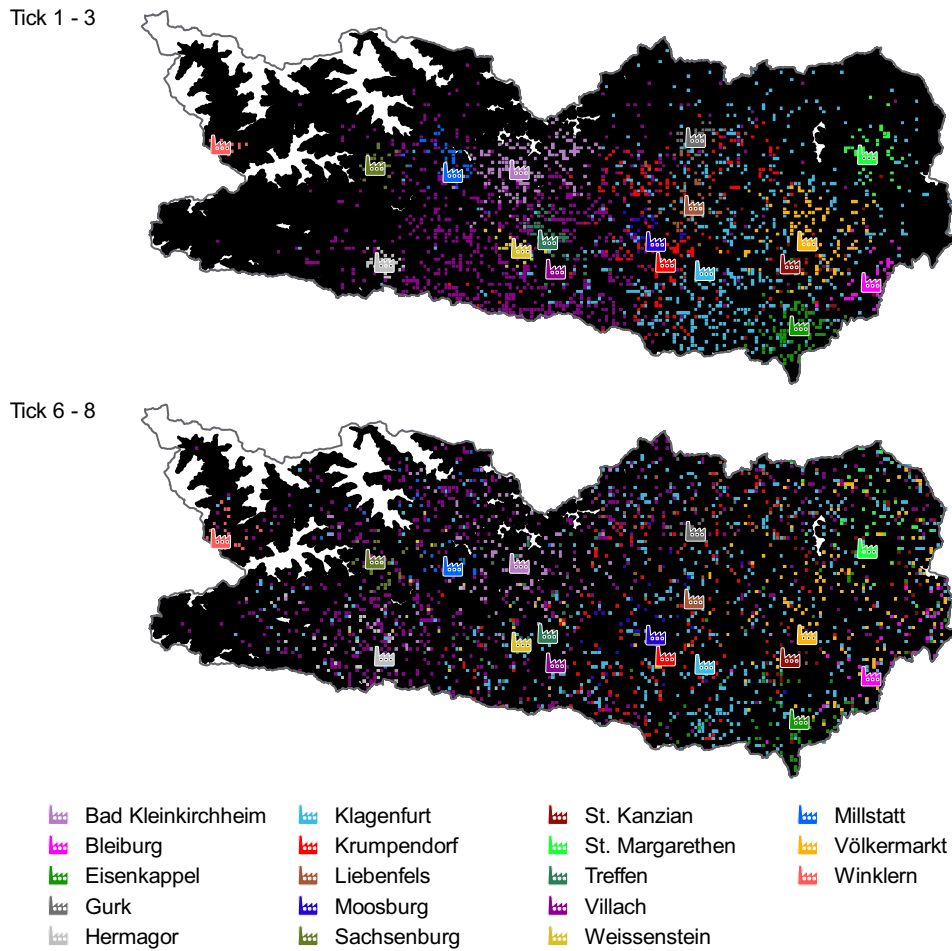 Tick 1 - 3
Tick 6 - 8
Bad Kleinkirchheim
Klagenfurt
St. Kanzian
Millstatt
Bleiburg
Krumpendorf
St. Margarethen
Völkermarkt
Eisenkappel
Liebenfels
Treffen
Winklern
Gurk
Moosburg
Villach
Hermagor
Sachsenburg
Weissenstein